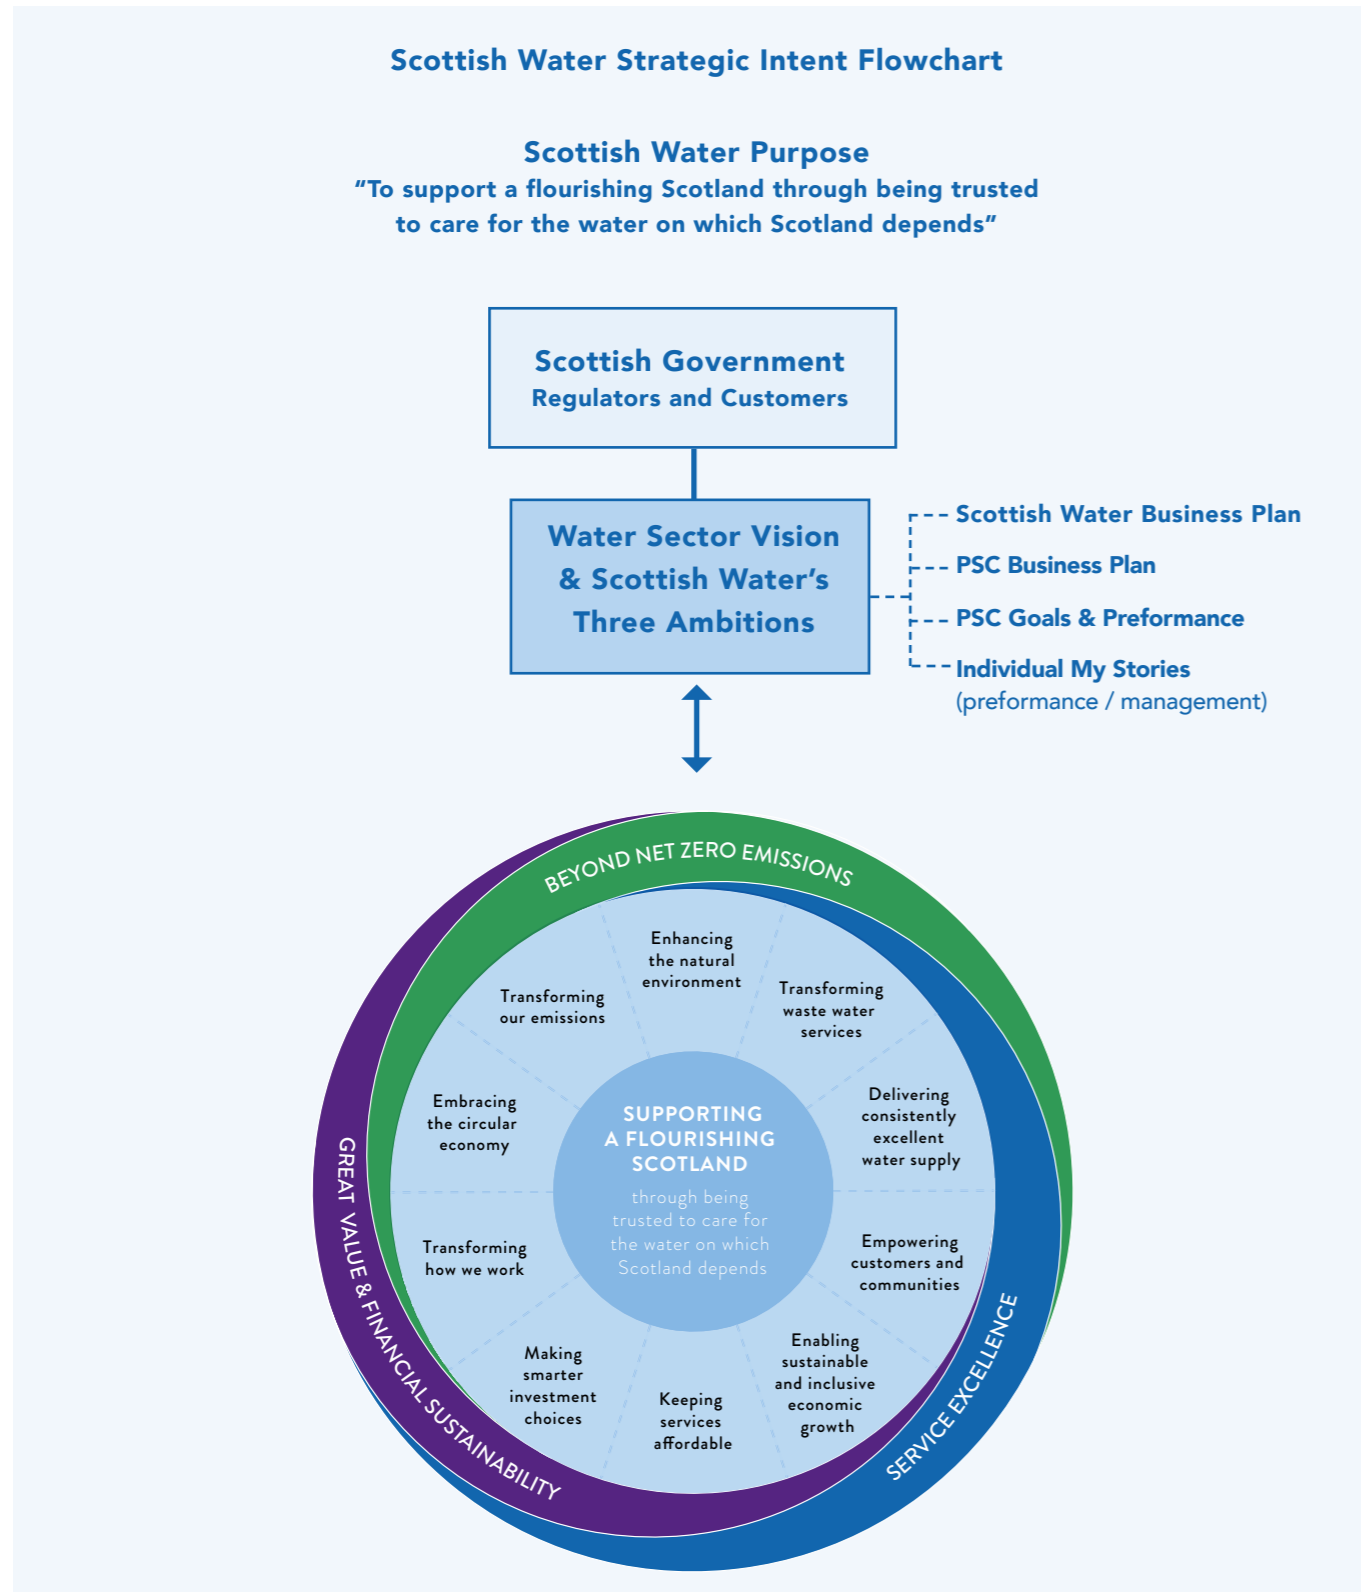 Scottish Water Strategic Intent Flowchart
Scottish Water Purpose
“To support a flourishing Scotland through being trusted
to care for the water on which Scotland depends”
Scottish Government
Regulators and Customers
Water Sector Vision
& Scottish Water’s
Three Ambitions
Scottish Water Business Plan
PSC Business Plan
PSC Goals & Preformance
Individual My Stories
(preformance / management)
BEYOND NET ZERO EMISSIONS
GREAT VALUE & FINANCIAL SUSTAINABILITY
SERVICE EXCELLENCE
Enhancing
the natural
environment
Transforming
waste water
services
Delivering
consistently
excellent
water supply
Empowering
customers and
communities
Enabling
sustainable
and inclusive
economic
growth
Keeping
services
affordable
Making
smarter
investment
choices
Transforming
how we work
Embracing
the circular
economy
Transforming
our emissions
SUPPORTING
A FLOURISHING
SCOTLAND
through being
trusted to care for
the water on which
Scotland depends